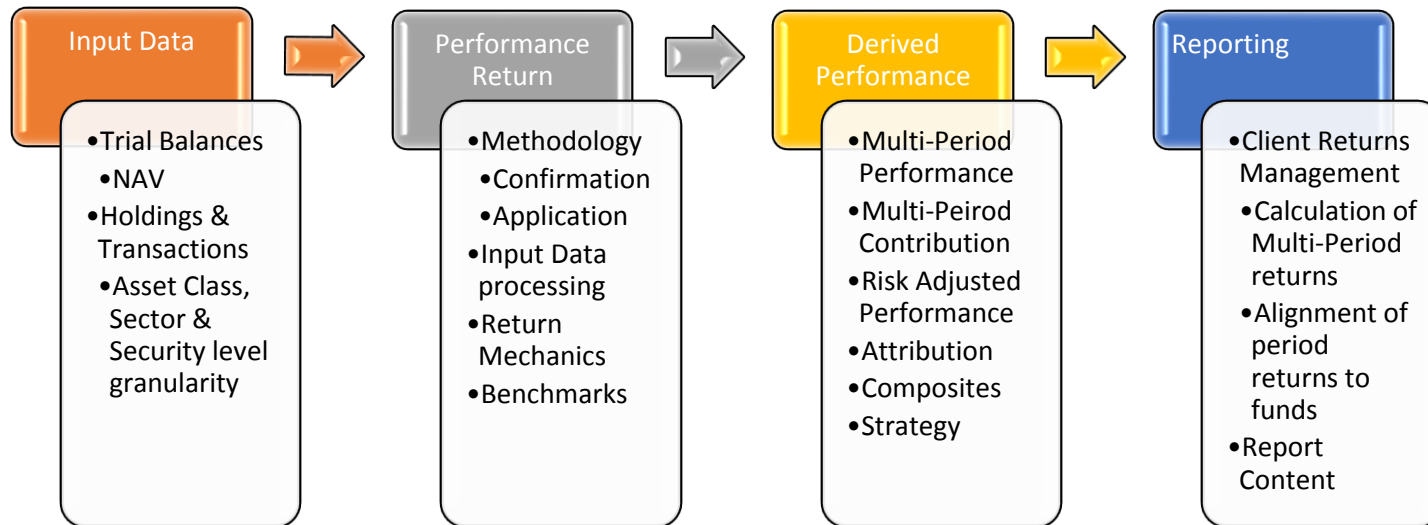 Input Data
•Trial Balances
•NAV
•Holdings &
Transactions
•Asset Class,
Sector &
Security level
granularity
Performance
Return
•Methodology
•Confirmation
•Application
•Input Data
processing
•Return
Mechanics
•Benchmarks
Derived
Performance
•Multi-Period
Performance
•Multi-Peirod
Contribution
•Risk Adjusted
Performance
•Attribution
•Composites
•Strategy
Reporting
•Client Returns
Management
•Calculation of
Multi-Period
returns
•Alignment of
period
returns to
funds
•Report
Content